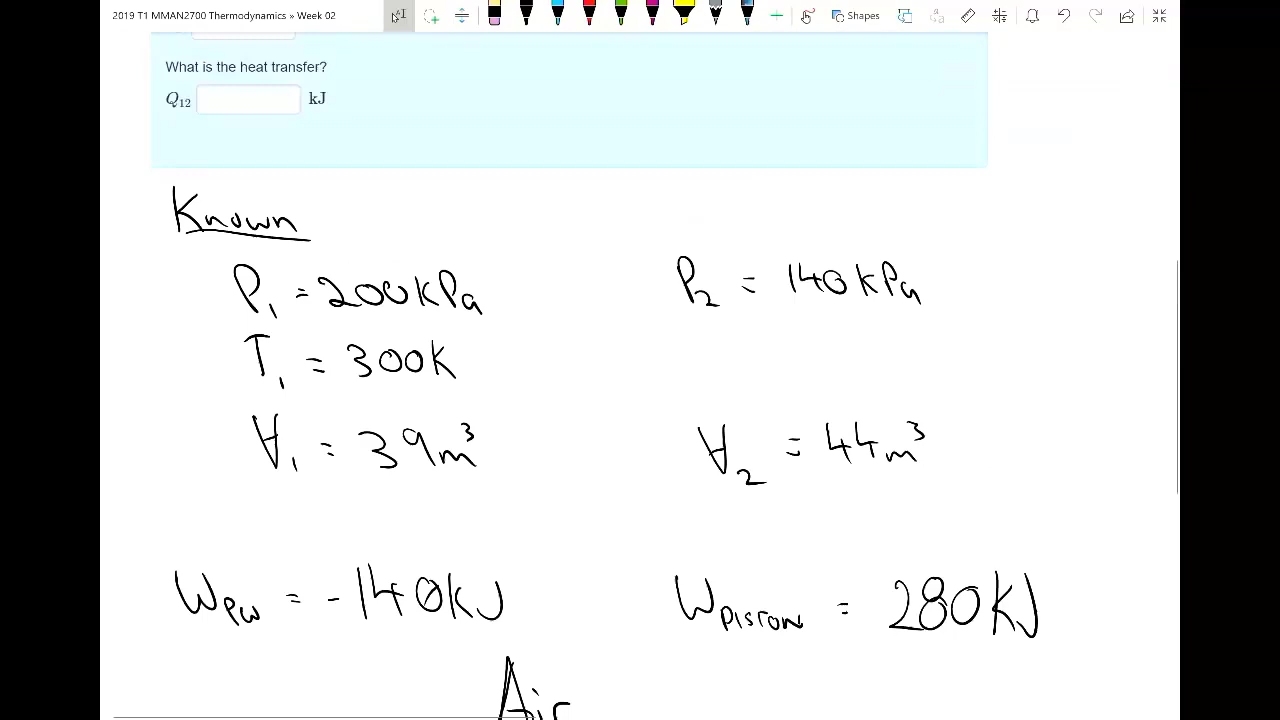 2019 T1 MMAN2700 Thermodynamics » Week 02
Shapes
What is the heat transfer?
Q12 kJ
Known
P1 = 200kPa P2 = 140kPa
T1 = 300K
V1 = 39m³ V2 = 44m³
WPW = -140kJ WPISTON = 280kJ
Air